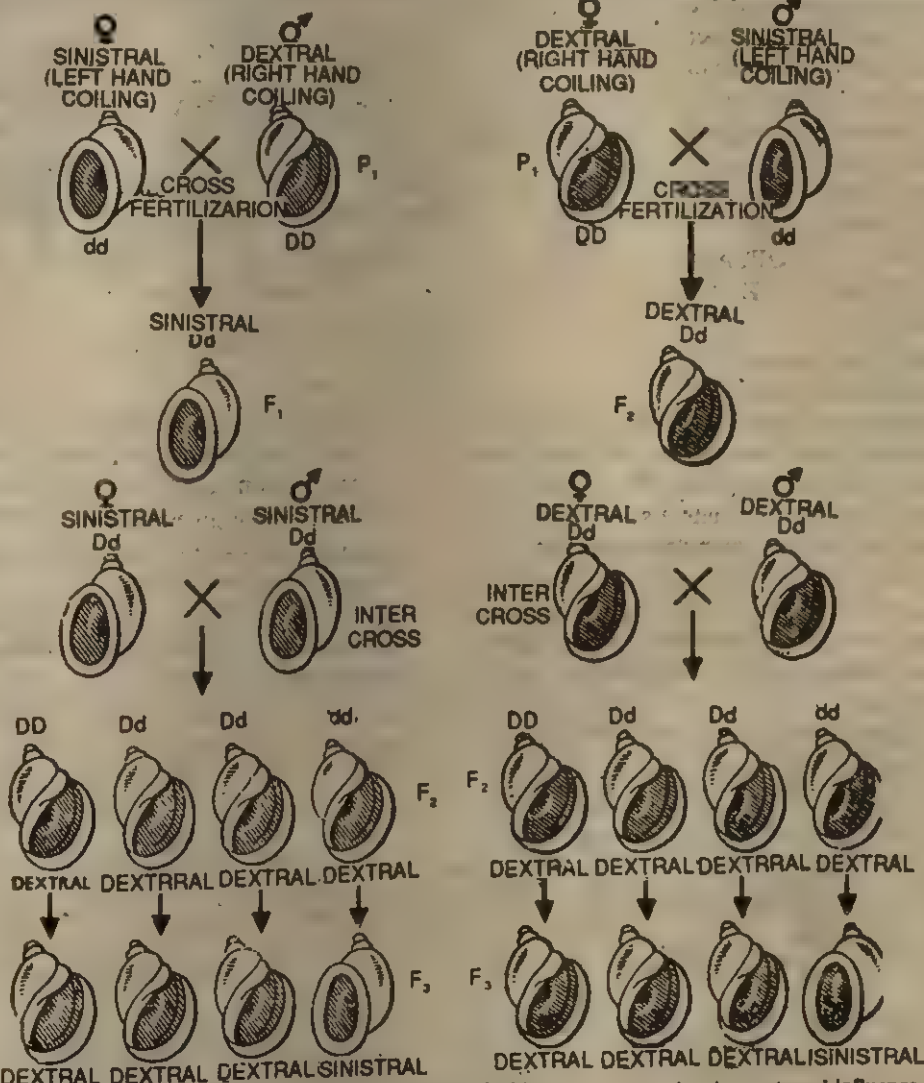 ♀
SINISTRAL
(LEFT HAND
COILING)
♂
DEXTRAL
(RIGHT HAND
COILING)
P₁
CROSS
FERTILIZARION
dd
DD
SINISTRAL
Dd
F₁
♀
SINISTRAL
Dd
♂
SINISTRAL
Dd
INTER
CROSS
DD Dd Dd dd
F₂
DEXTRAL DEXTRRAL DEXTRAL DEXTRAL
F₃
DEXTRAL DEXTRAL DEXTRAL SINISTRAL
♀
DEXTRAL
(RIGHT HAND
COILING)
♂
SINISTRAL
(LEFT HAND
COILING)
P₁
CROSS
FERTILIZATION
DD
dd
DEXTRAL
Dd
F₂
♀
DEXTRAL
Dd
♂
DEXTRAL
Dd
INTER
CROSS
DD Dd Dd dd
F₂
DEXTRAL DEXTRAL DEXTRRAL DEXTRAL
F₃
DEXTRAL DEXTRAL DEXTRALISINISTRAL